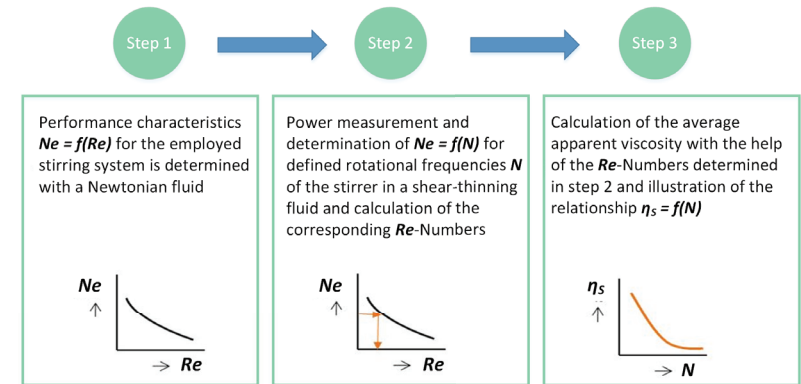 Step 1
Step 2
Step 3
Performance characteristics
Ne = f(Re) for the employed
stirring system is determined
with a Newtonian fluid
Ne
Re
Power measurement and
determination of Ne = f(N) for
defined rotational frequencies N
of the stirrer in a shear-thinning
fluid and calculation of the
corresponding Re-Numbers
Ne
Re
Calculation of the average
apparent viscosity with the help
of the Re-Numbers determined
in step 2 and illustration of the
relationship ηs = f(N)
ηs
N